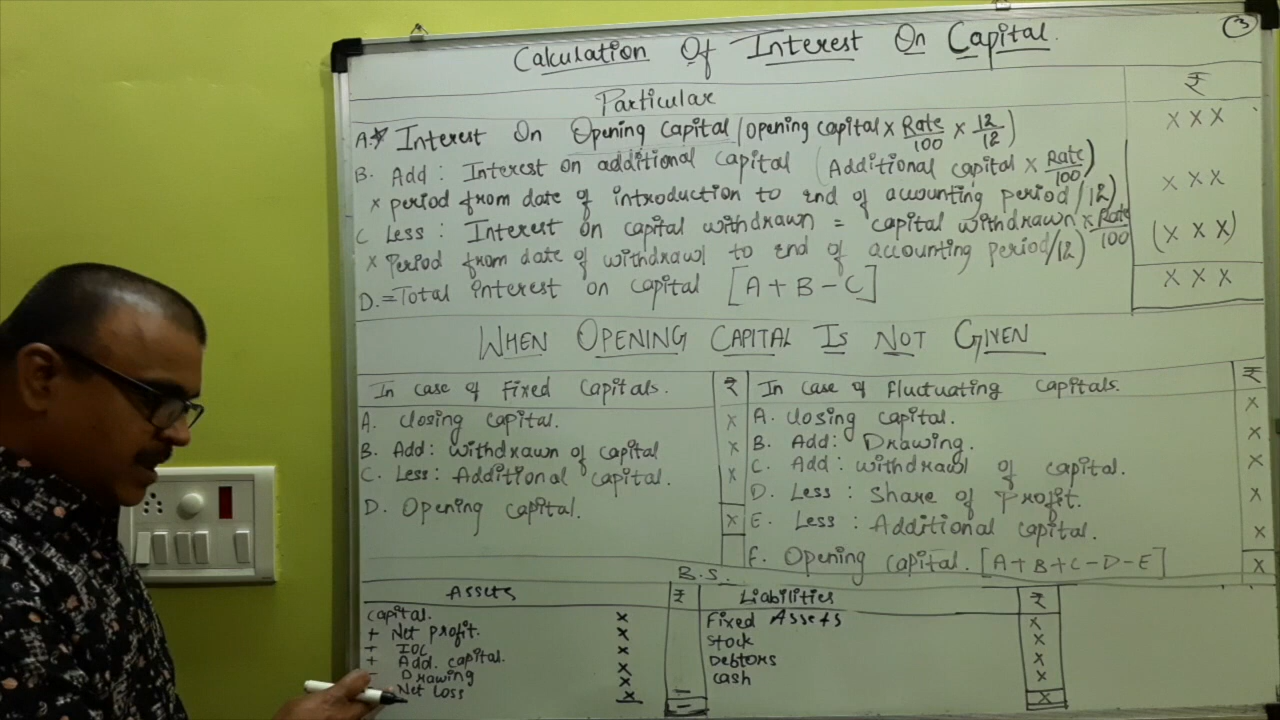 Calculation Of Interest On Capital. 3
Particular ₹
A.* Interest On Opening Capital (opening capital × Rate/100 × 12/12) × × ×
B. Add : Interest on additional capital (Additional capital × Rate/100)
× period from date of introduction to end of accounting period/12) × × ×
C Less : Interest on capital withdrawn = capital withdrawn × Rate/100
× Period from date of withdrawl to end of accounting period/12) (× × ×)
D.=Total interest on capital [A+B-C] × × ×
WHEN OPENING CAPITAL IS NOT GIVEN
In case of Fixed Capitals. ₹
A. Closing capital. ×
B. Add: Withdrawn of capital ×
C. Less: Additional capital. ×
D. Opening capital. ×
In case of Fluctuating capitals. ₹
A. Closing capital. ×
B. Add: Drawing. ×
C. Add : withdrawl of capital. ×
D. Less : Share of Profit. ×
E. Less : Additional capital. ×
F. Opening capital. [A+B+C-D-E] ×
B.S.
Assets ₹ Liabilities ₹
capital. × Fixed Assets ×
+ Net profit. × Stock ×
+ IOC × Debtors ×
+ Add. capital. × cash ×
- Drawing ×
Net Loss × ×